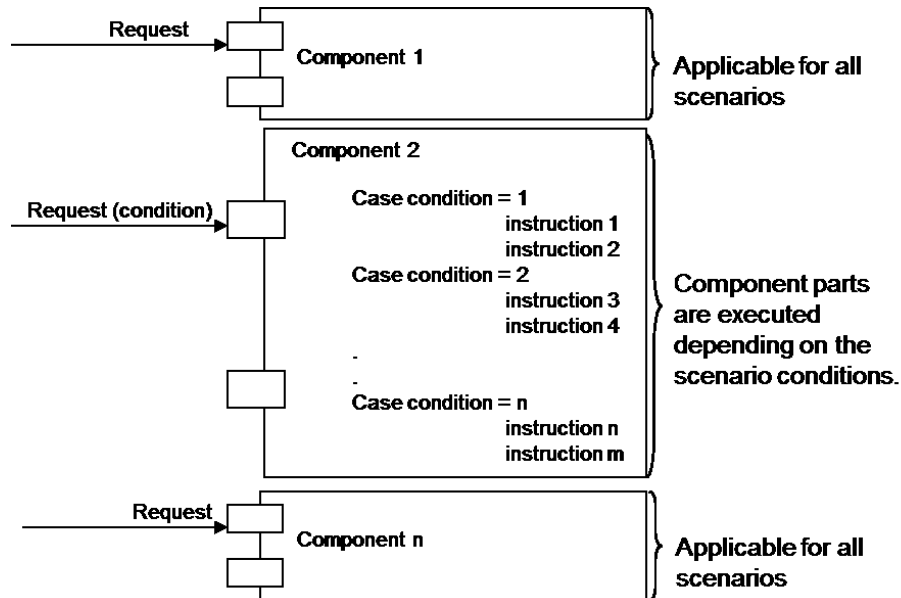 Request
Component 1
Applicable for all
scenarios
Component 2
Request (condition)
Case condition = 1
instruction 1
instruction 2
Case condition = 2
instruction 3
instruction 4
.
.
Case condition = n
instruction n
instruction m
Component parts
are executed
depending on the
scenario conditions.
Request
Component n
Applicable for all
scenarios